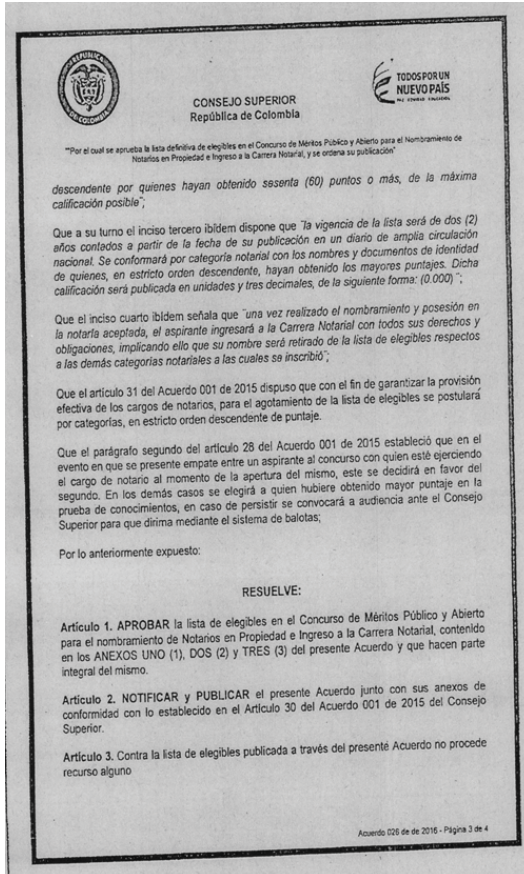 REPUBLICA
DE COLOMBIA
TODOS POR UN
NUEVO PAÍS
PAZ EQUIDAD EDUCACIÓN
CONSEJO SUPERIOR
República de Colombia
"Por el cual se aprueba la lista definitiva de elegibles en el Concurso de Méritos Público y Abierto para el Nombramiento de
Notarios en Propiedad e Ingreso a la Carrera Notarial, y se ordena su publicación"
descendente por quienes hayan obtenido sesenta (60) puntos o más, de la máxima
calificación posible";
Que a su turno el inciso tercero ibídem dispone que "la vigencia de la lista será de dos (2)
años contados a partir de la fecha de su publicación en un diario de amplia circulación
nacional. Se conformará por categoría notarial con los nombres y documentos de identidad
de quienes, en estricto orden descendente, hayan obtenido los mayores puntajes. Dicha
calificación será publicada en unidades y tres decimales, de la siguiente forma: (0.000)";
Que el inciso cuarto ibídem señala que "una vez realizado el nombramiento y posesión en
la notaría aceptada, el aspirante ingresará a la Carrera Notarial con todos sus derechos y
obligaciones, implicando ello que su nombre será retirado de la lista de elegibles respectos
a las demás categorías notariales a las cuales se inscribió";
Que el artículo 31 del Acuerdo 001 de 2015 dispuso que con el fin de garantizar la provisión
efectiva de los cargos de notarios, para el agotamiento de la lista de elegibles se postulará
por categorías, en estricto orden descendente de puntaje.
Que el parágrafo segundo del artículo 28 del Acuerdo 001 de 2015 estableció que en el
evento en que se presente empate entre un aspirante al concurso con quien esté ejerciendo
el cargo de notario al momento de la apertura del mismo, este se decidirá en favor del
segundo. En los demás casos se elegirá a quien hubiere obtenido mayor puntaje en la
prueba de conocimientos, en caso de persistir se convocará a audiencia ante el Consejo
Superior para que dirima mediante el sistema de balotas;
Por lo anteriormente expuesto:
RESUELVE:
Artículo 1. APROBAR la lista de elegibles en el Concurso de Méritos Público y Abierto
para el nombramiento de Notarios en Propiedad e Ingreso a la Carrera Notarial, contenido
en los ANEXOS UNO (1), DOS (2) y TRES (3) del presente Acuerdo y que hacen parte
integral del mismo.
Artículo 2. NOTIFICAR y PUBLICAR el presente Acuerdo junto con sus anexos de
conformidad con lo establecido en el Artículo 30 del Acuerdo 001 de 2015 del Consejo
Superior.
Artículo 3. Contra la lista de elegibles publicada a través del presente Acuerdo no procede
recurso alguno
Acuerdo 026 de de 2016 - Página 3 de 4